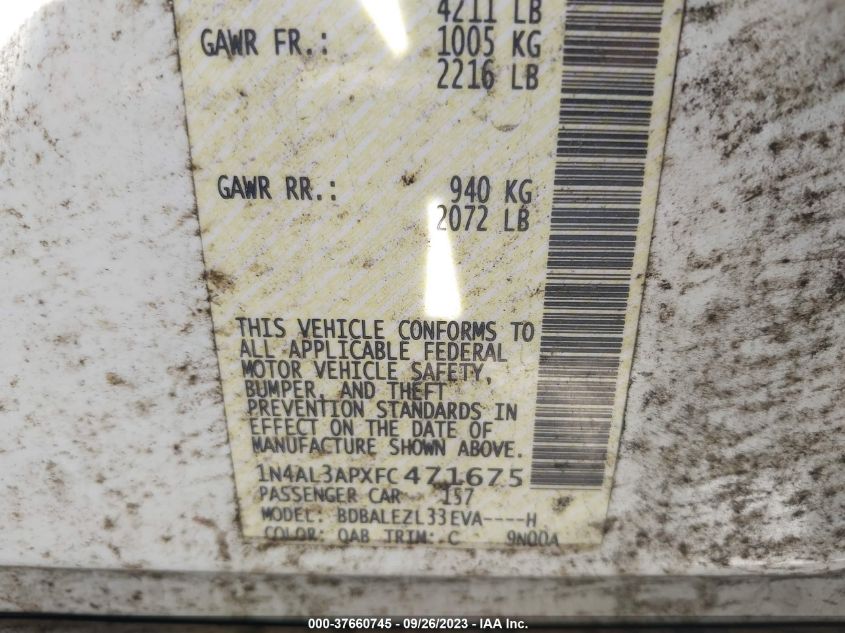 4211 LB
GAWR FR.: 1005 KG
2216 LB
GAWR RR.: 940 KG
2072 LB
THIS VEHICLE CONFORMS TO
ALL APPLICABLE FEDERAL
MOTOR VEHICLE SAFETY,
BUMPER, AND THEFT
PREVENTION STANDARDS IN
EFFECT ON THE DATE OF
MANUFACTURE SHOWN ABOVE.
1N4AL3APXFC471675
PASSENGER CAR 157
MODEL: BDBALEZL33EVA----H
COLOR: QAB TRIM: C 9N00A
000-37660745 - 09/26/2023 - IAA Inc.